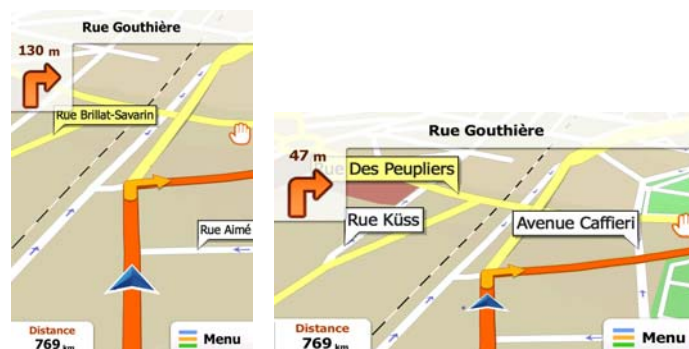 Rue Gouthière
130 m
Rue Brillat-Savarin
Rue Aimé
Distance
769 km
Menu
Rue Gouthière
47 m
Rue Des Peupliers
Rue Küss
Avenue Caffieri
Distance
769 km
Menu